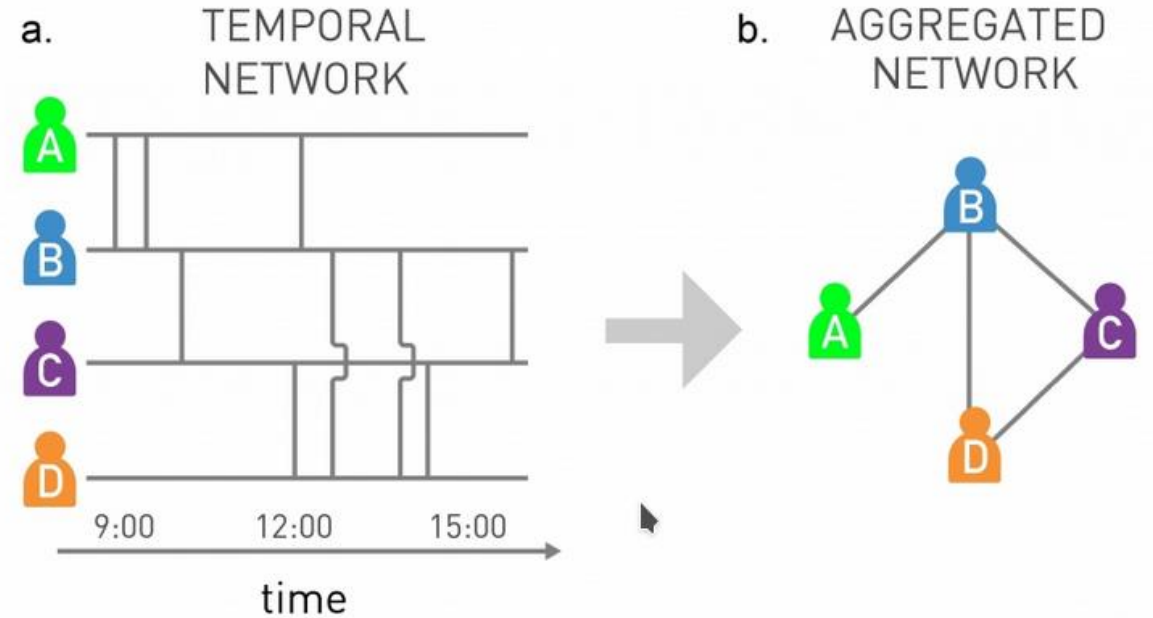 a.
TEMPORAL
NETWORK
A
B
C
D
9:00 12:00 15:00
time
b.
AGGREGATED
NETWORK
B
A
C
D